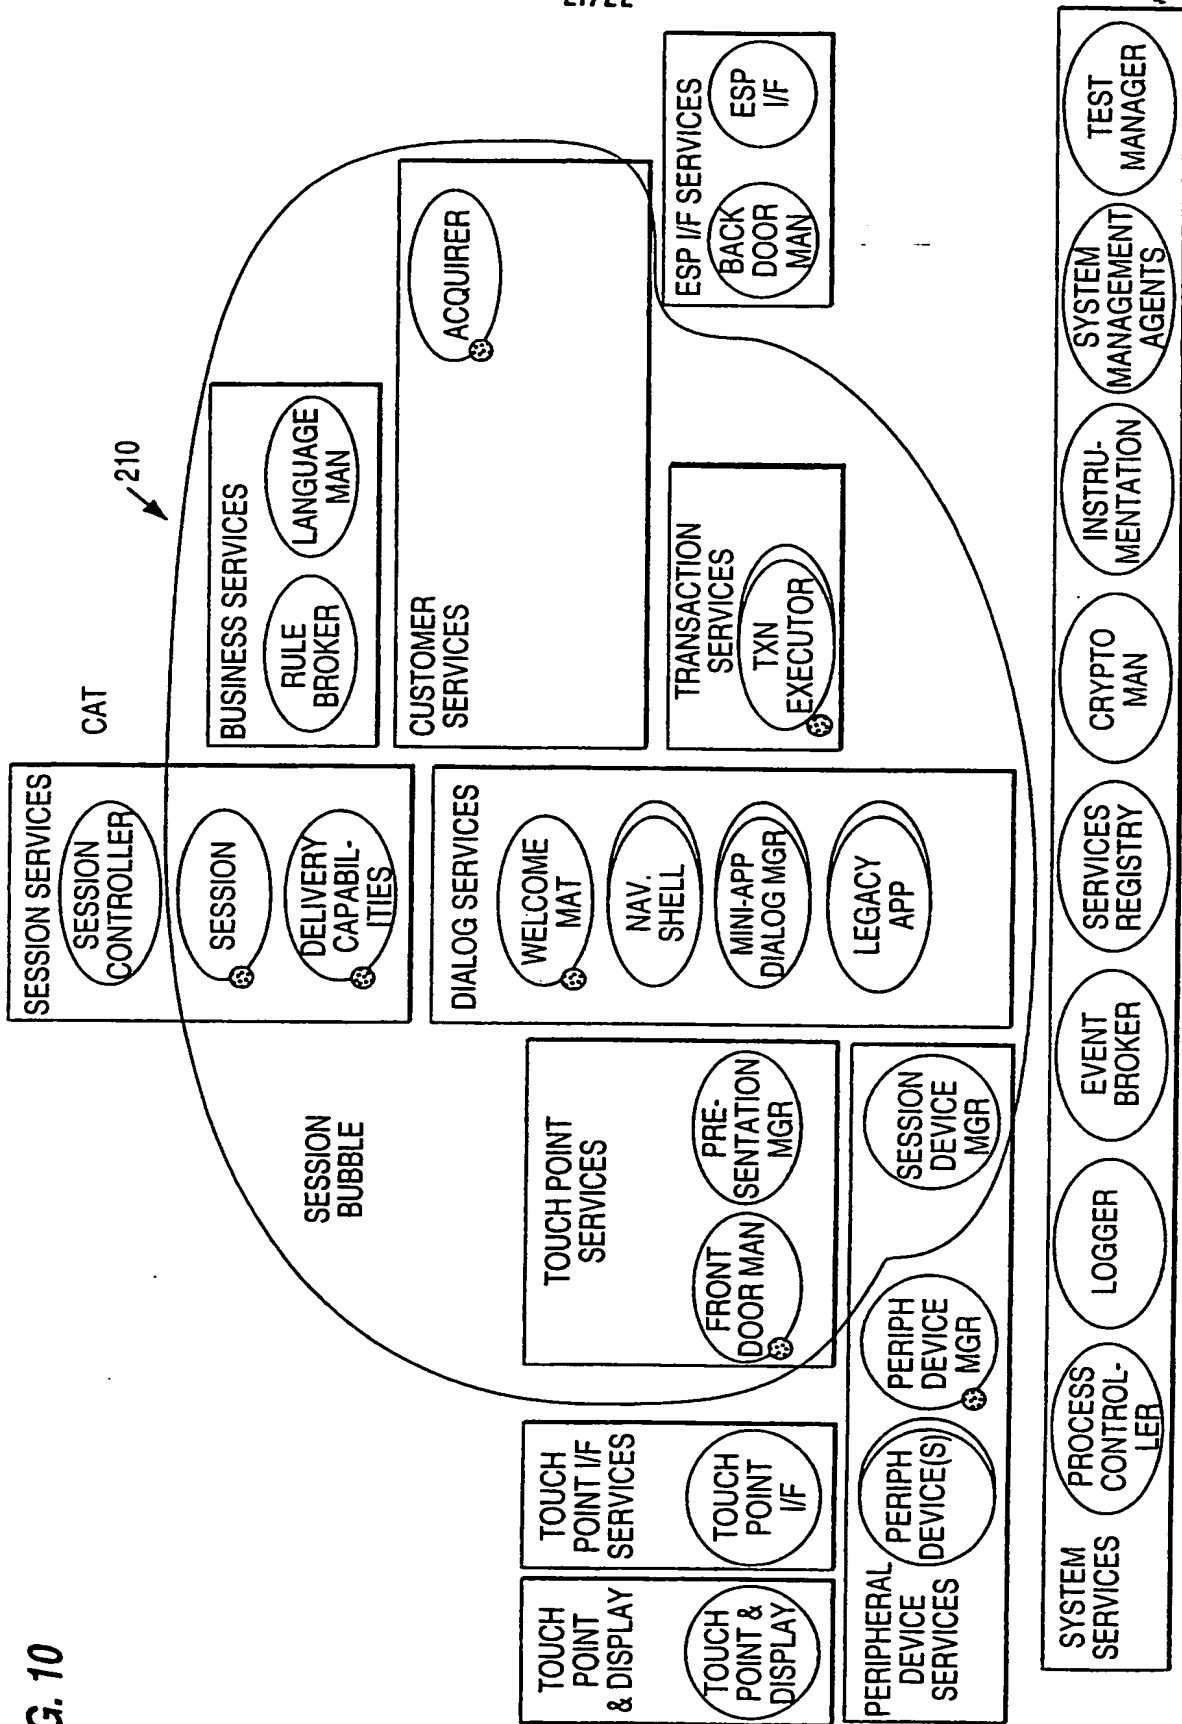 G. 10
CAT
210
SESSION
BUBBLE
SESSION SERVICES
SESSION
CONTROLLER
SESSION
DELIVERY
CAPABIL-
ITIES
BUSINESS SERVICES
RULE
BROKER
LANGUAGE
MAN
CUSTOMER
SERVICES
ACQUIRER
TOUCH
POINT
& DISPLAY
TOUCH
POINT &
DISPLAY
TOUCH
POINT I/F
SERVICES
TOUCH
POINT
I/F
TOUCH POINT
SERVICES
FRONT
DOOR MAN
PRE-
SENTATION
MGR
DIALOG SERVICES
WELCOME
MAT
NAV.
SHELL
MINI-APP
DIALOG MGR
LEGACY
APP
TRANSACTION
SERVICES
TXN
EXECUTOR
ESP I/F SERVICES
BACK
DOOR
MAN
ESP
I/F
PERIPHERAL
DEVICE
SERVICES
PERIPH
DEVICE(S)
PERIPH
DEVICE
MGR
SESSION
DEVICE
MGR
SYSTEM
SERVICES
PROCESS
CONTROL-
LER
LOGGER
EVENT
BROKER
SERVICES
REGISTRY
CRYPTO
MAN
INSTRU-
MENTATION
SYSTEM
MANAGEMENT
AGENTS
TEST
MANAGER